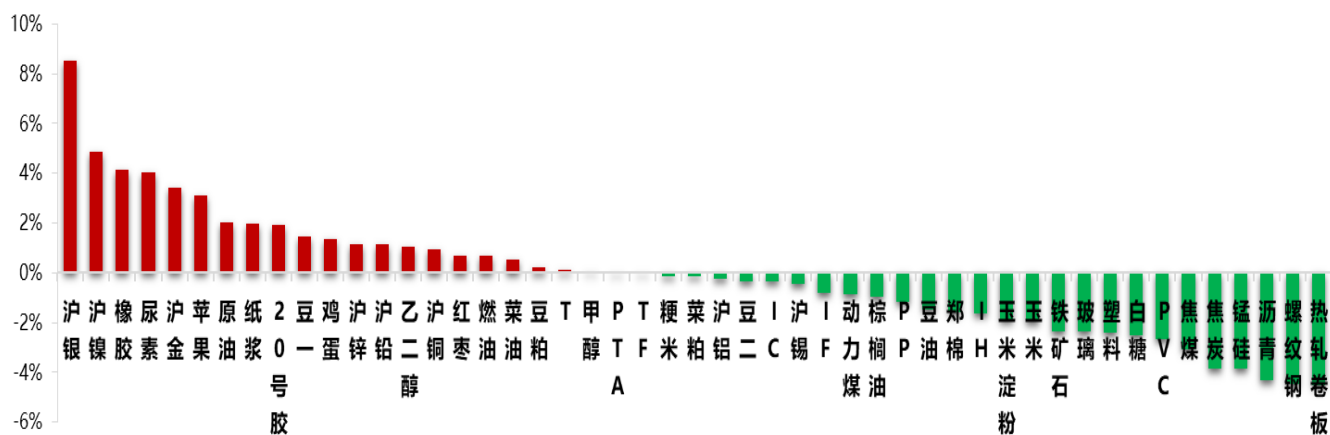 10%
8%
6%
4%
2%
0%
-2%
-4%
-6%
沪银
沪镍
橡胶
尿素
沪金
苹果
原油
纸浆
20号胶
豆一
鸡蛋
沪锌
沪铅
乙二醇
沪铜
红枣
燃油
菜油
豆粕
T
甲醇
PTA
TF
粳米
菜粕
沪铝
豆二
IC
沪锡
IF
动力煤
棕榈油
PP
豆油
郑棉
IH
玉米淀粉
玉米
铁矿石
玻璃
塑料
白糖
PVC
焦煤
焦炭
锰硅
沥青
螺纹钢
热轧卷板